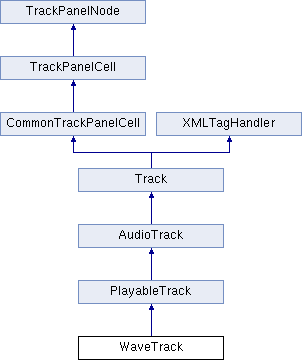 TrackPanelNode
TrackPanelCell
CommonTrackPanelCell
XMLTagHandler
Track
AudioTrack
PlayableTrack
WaveTrack